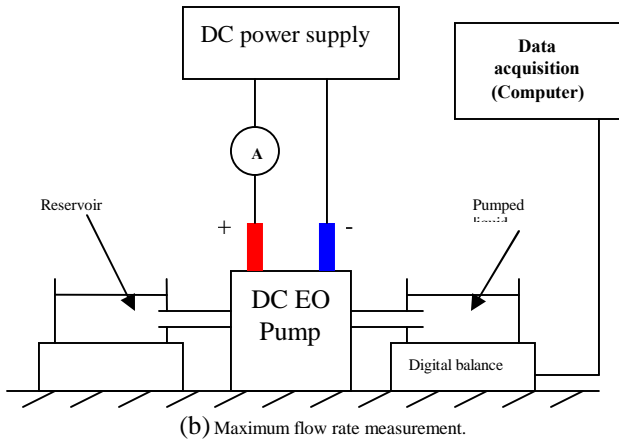 DC power supply
Data
acquisition
(Computer)
A
Reservoir
Pumped
+
-
DC EO
Pump
Digital balance
(b) Maximum flow rate measurement.